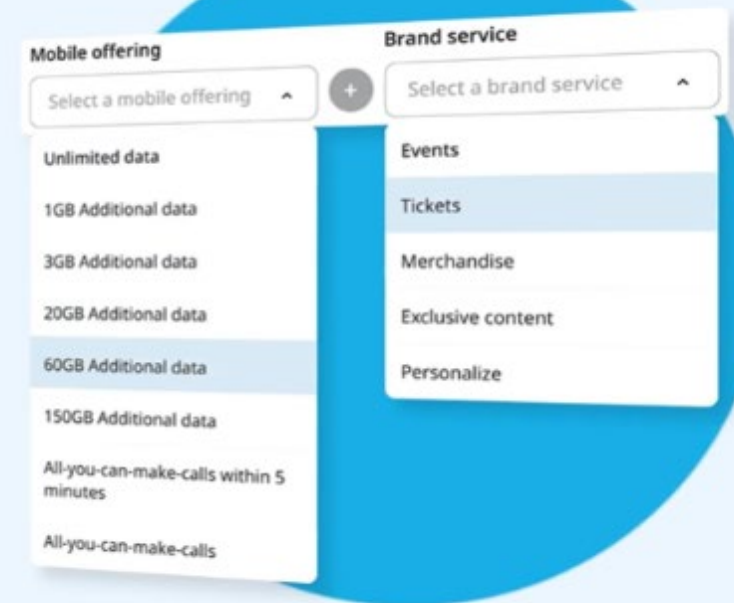 Mobile offering
Select a mobile offering
Unlimited data
1GB Additional data
3GB Additional data
20GB Additional data
60GB Additional data
150GB Additional data
All-you-can-make-calls within 5
minutes
All-you-can-make-calls
+
Brand service
Select a brand service
Events
Tickets
Merchandise
Exclusive content
Personalize